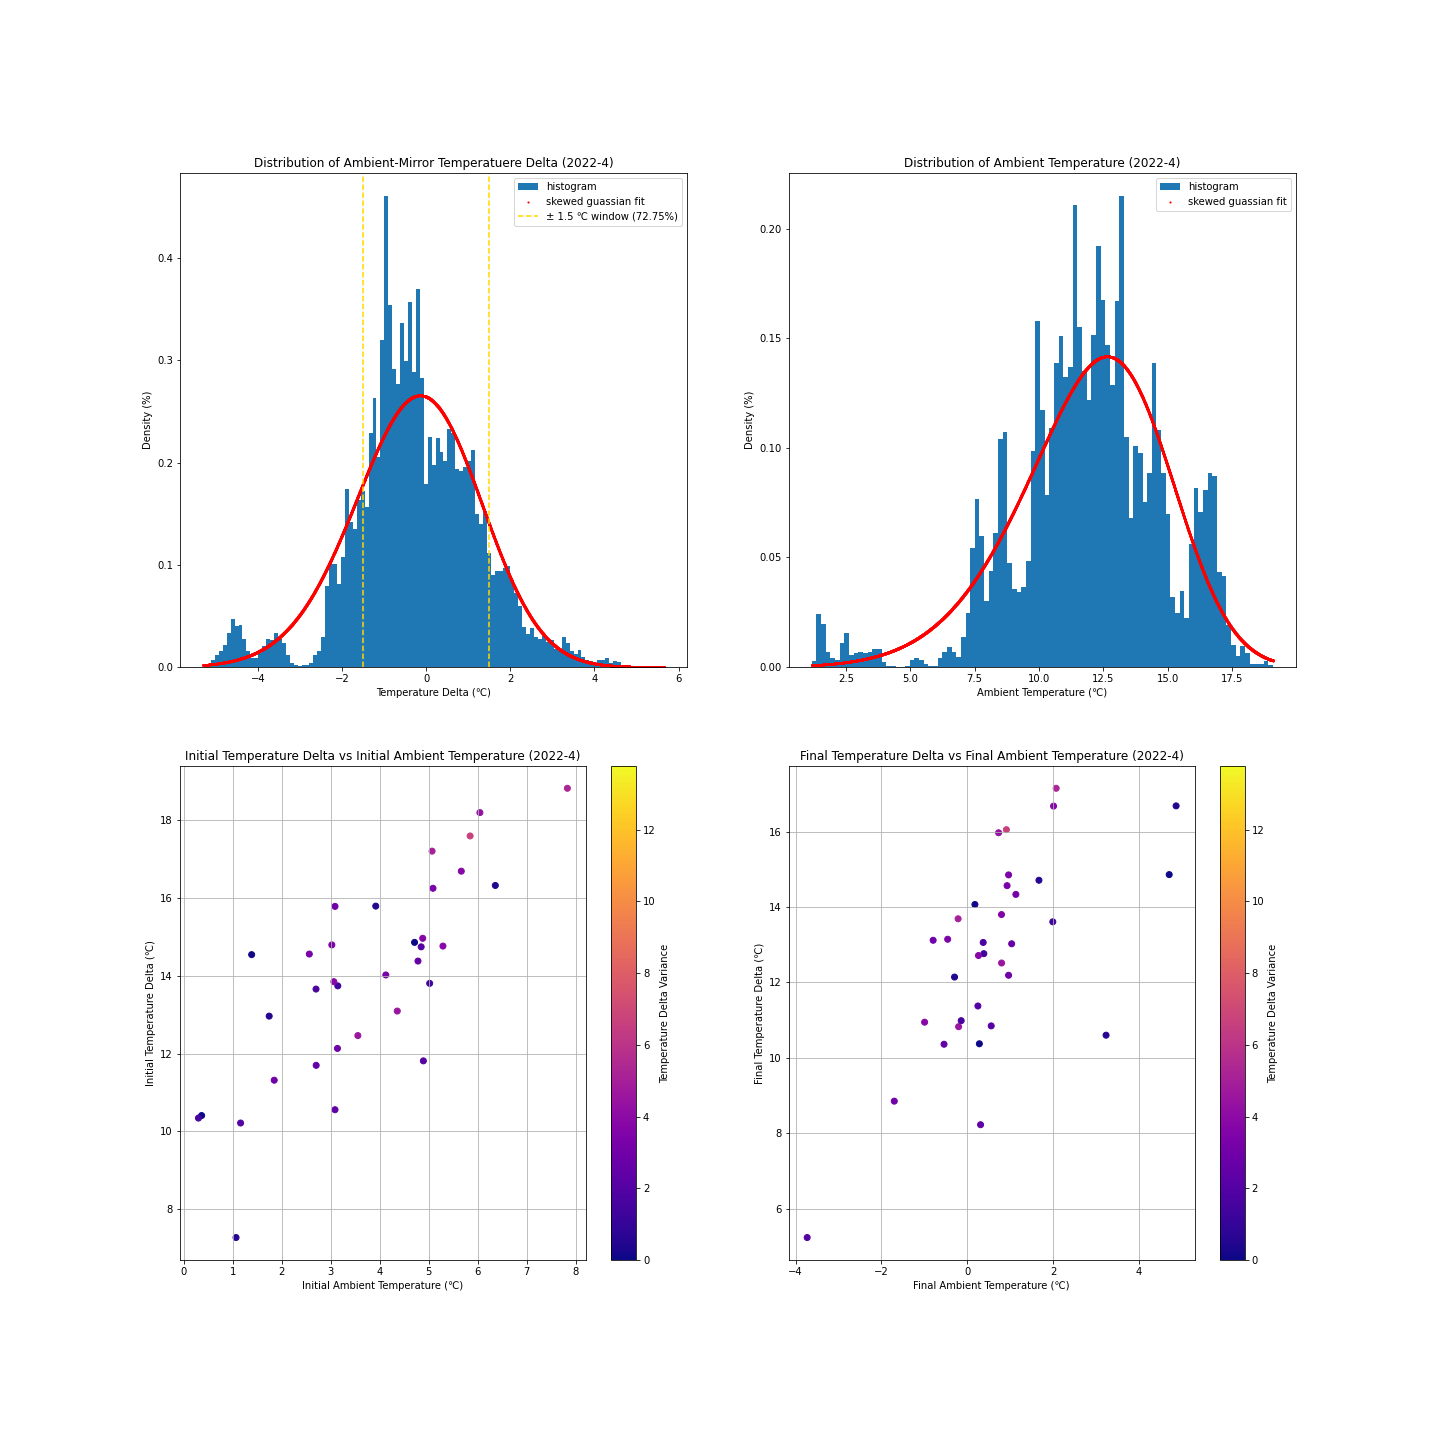 Distribution of Ambient-Mirror Temperatuere Delta (2022-4)
histogram
skewed guassian fit
± 1.5 ℃ window (72.75%)
Density (%)
0.4
0.3
0.2
0.1
0.0
−4 −2 0 2 4 6
Temperature Delta (℃)
Distribution of Ambient Temperature (2022-4)
histogram
skewed guassian fit
Density (%)
0.20
0.15
0.10
0.05
0.00
2.5 5.0 7.5 10.0 12.5 15.0 17.5
Ambient Temperature (℃)
Initial Temperature Delta vs Initial Ambient Temperature (2022-4)
Initial Temperature Delta (℃)
18
16
14
12
10
8
0 1 2 3 4 5 6 7 8
Initial Ambient Temperature (℃)
12
10
8
6
4
2
0
Temperature Delta Variance
Final Temperature Delta vs Final Ambient Temperature (2022-4)
Final Temperature Delta (℃)
16
14
12
10
8
6
−4 −2 0 2 4
Final Ambient Temperature (℃)
12
10
8
6
4
2
0
Temperature Delta Variance